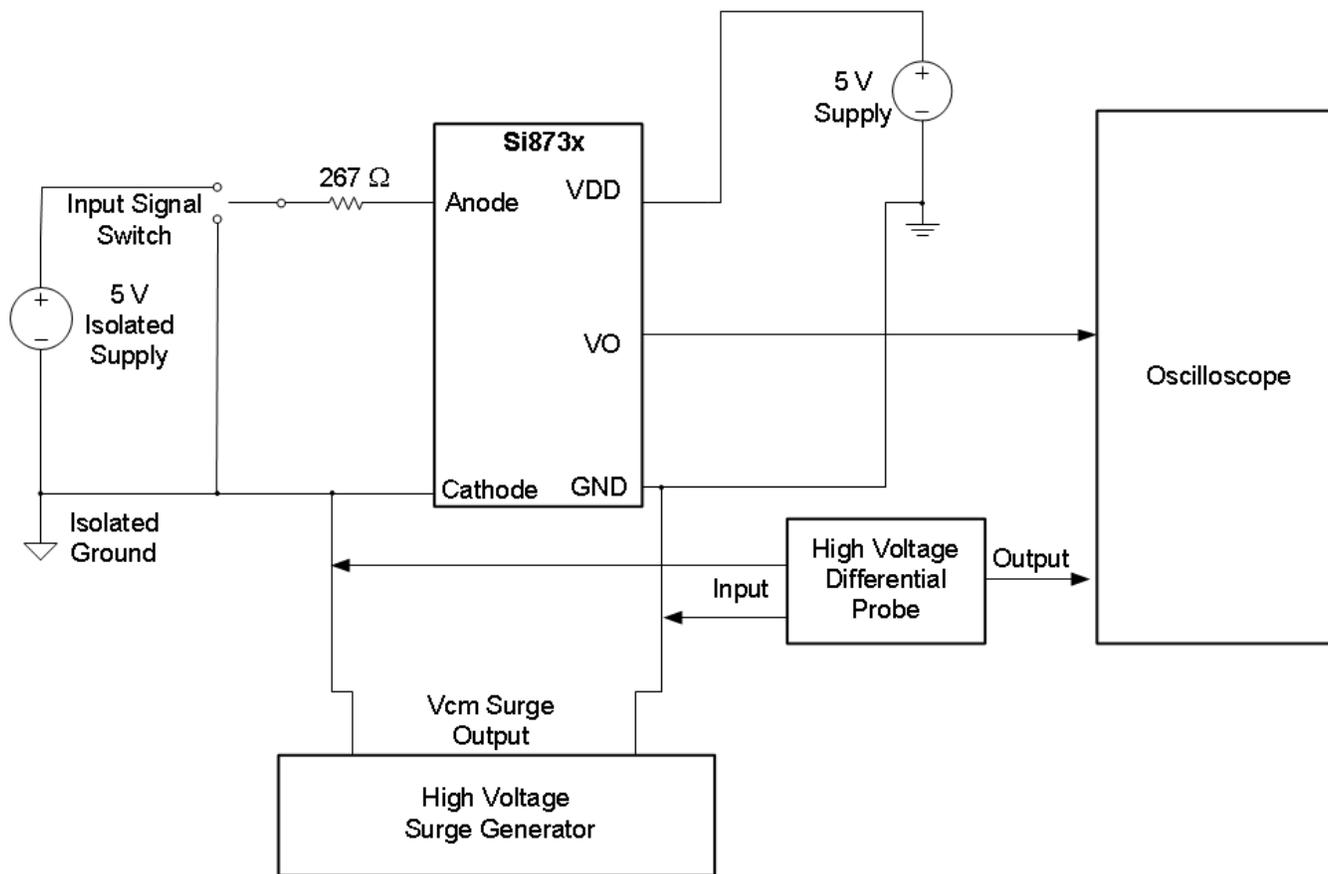 5 V
Supply
Si873x
267 Ω
VDD
Input Signal
Switch
Anode
+
−
+
−
5 V
Isolated
Supply
VO
Oscilloscope
Cathode
GND
Isolated
Ground
High Voltage
Differential
Probe
Output
Input
Vcm Surge
Output
High Voltage
Surge Generator